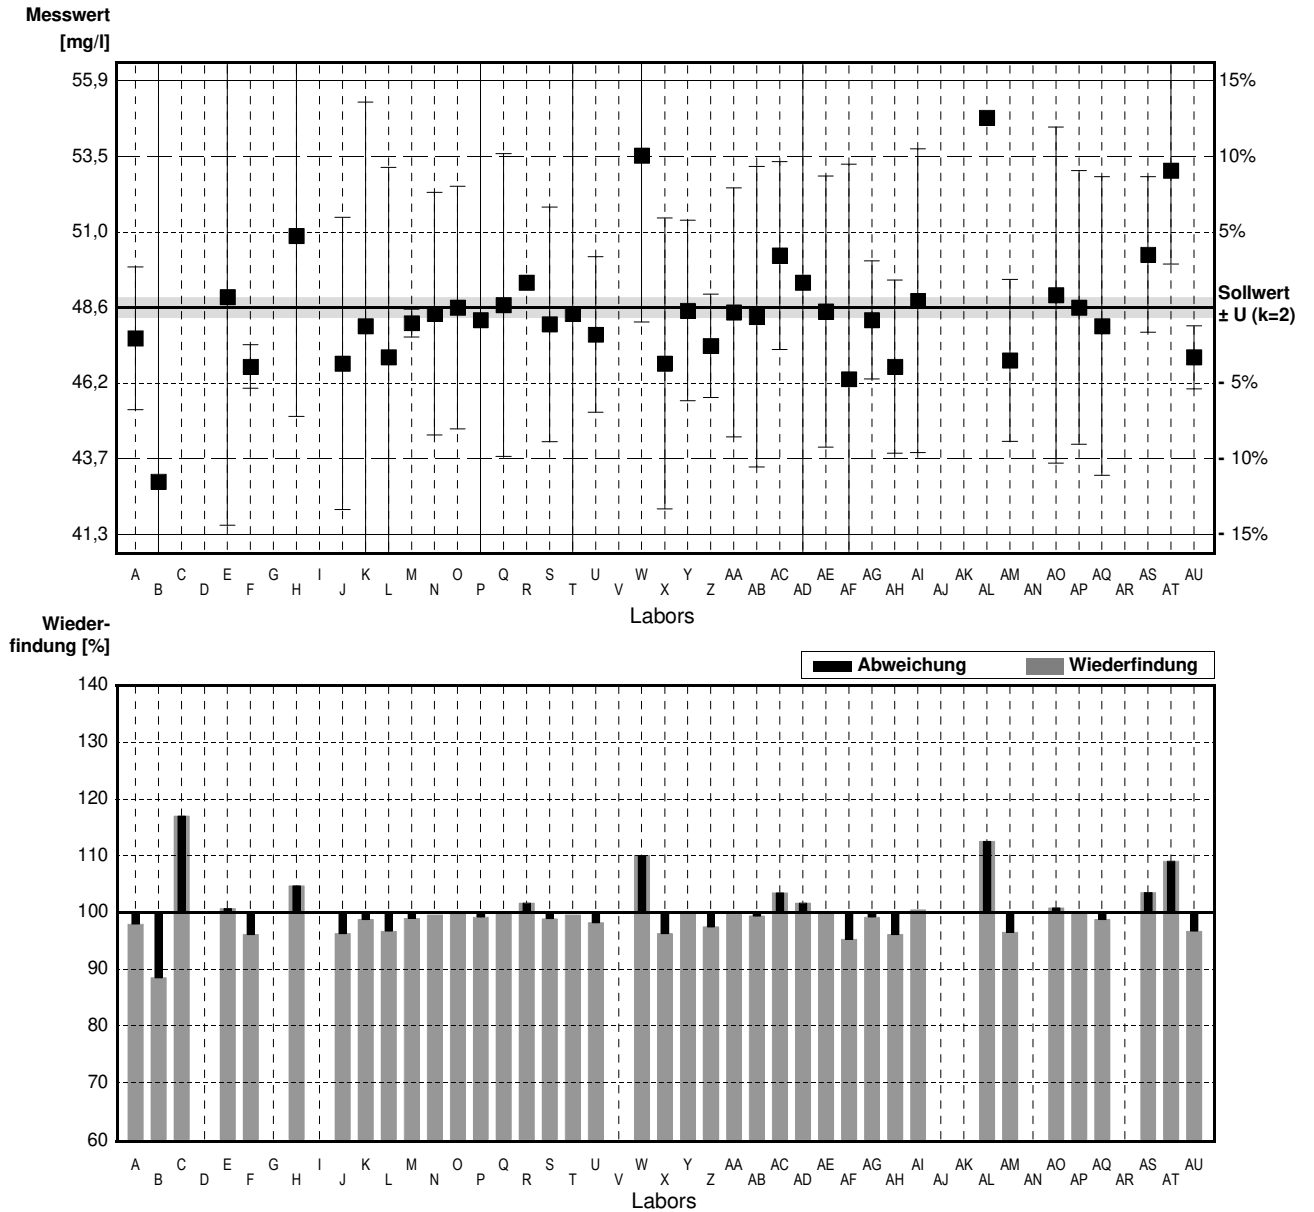 Messwert
[mg/l]
55,9
15%
53,5
10%
51,0
5%
48,6
Sollwert
± U (k=2)
46,2
- 5%
43,7
- 10%
41,3
- 15%
A C E G I K M O Q S U W Y AA AC AE AG AI AK AM AO AQ AS AU
B D F H J L N P R T V X Z AB AD AF AH AJ AL AN AP AR AT
Labors
Wieder-
findung [%]
Abweichung Wiederfindung
140
130
120
110
100
90
80
70
60
A C E G I K M O Q S U W Y AA AC AE AG AI AK AM AO AQ AS AU
B D F H J L N P R T V X Z AB AD AF AH AJ AL AN AP AR AT
Labors